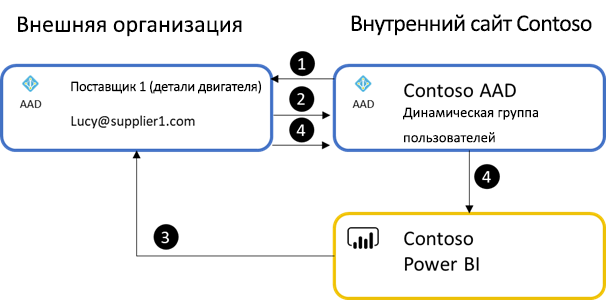 Внешняя организация
Внутренний сайт Contoso
1
2
4
AAD
Поставщик 1 (детали двигателя)
Lucy@supplier1.com
AAD
Contoso AAD
Динамическая группа
пользователей
4
3
Contoso
Power BI